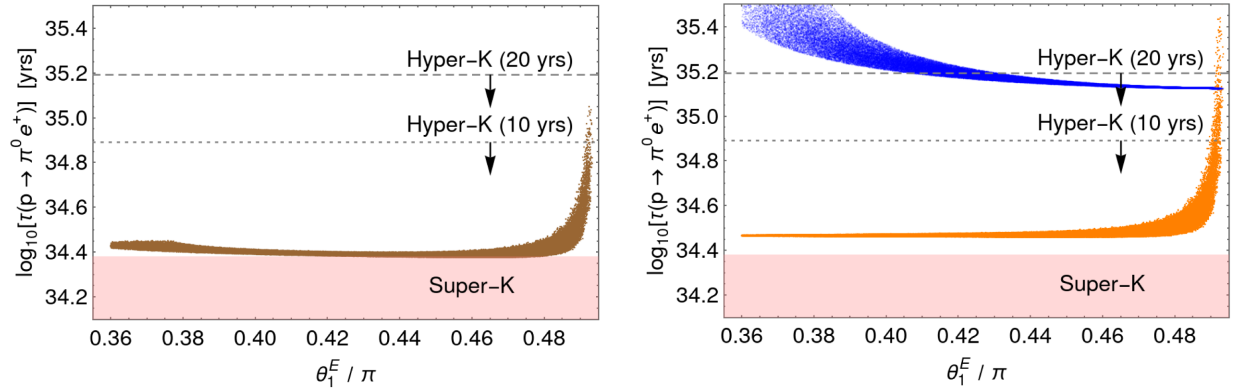 log₁₀[τ(p → π⁰ e⁺)] [yrs]
35.4
35.2
35.0
34.8
34.6
34.4
34.2
Hyper−K (20 yrs)
Hyper−K (10 yrs)
Super−K
0.36 0.38 0.40 0.42 0.44 0.46 0.48
θ₁ᴱ / π
log₁₀[τ(p → π⁰ e⁺)] [yrs]
35.4
35.2
35.0
34.8
34.6
34.4
34.2
Hyper−K (20 yrs)
Hyper−K (10 yrs)
Super−K
0.36 0.38 0.40 0.42 0.44 0.46 0.48
θ₁ᴱ / π